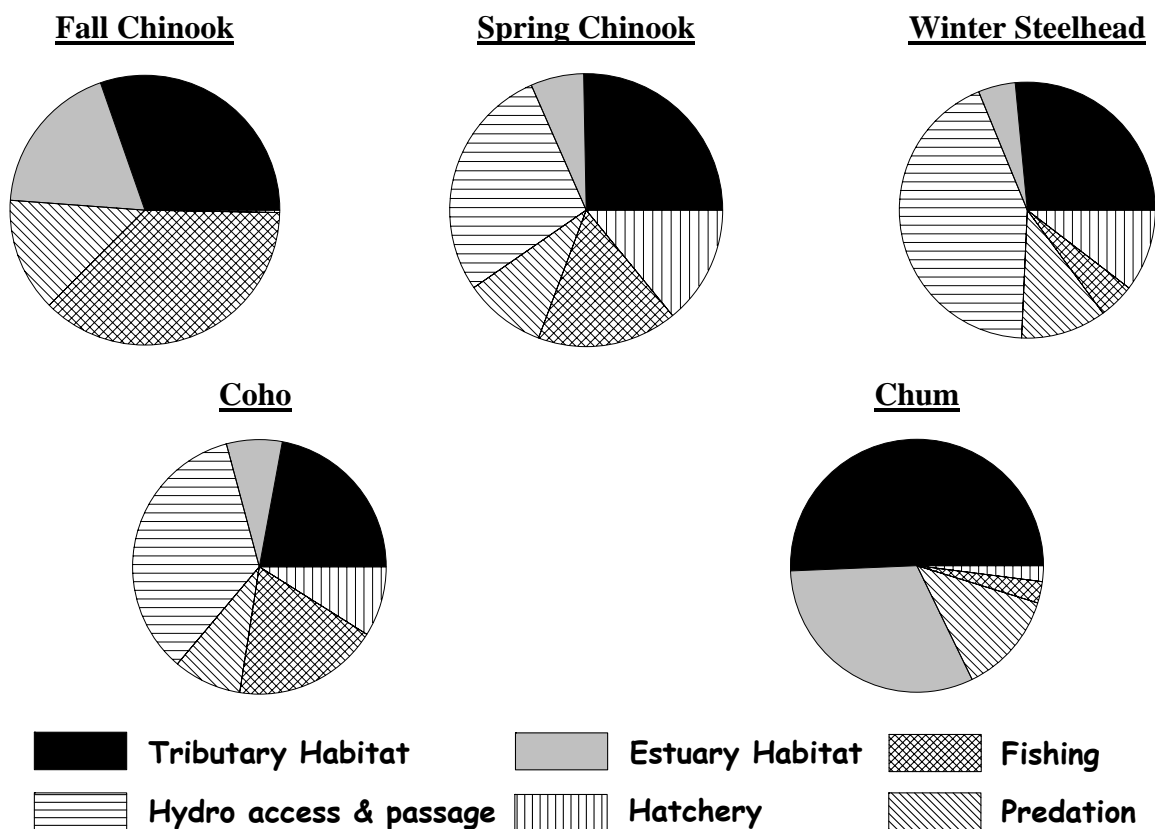 Fall Chinook
Spring Chinook
Winter Steelhead
Coho
Chum
Tributary Habitat
Estuary Habitat
Fishing
Hydro access & passage
Hatchery
Predation